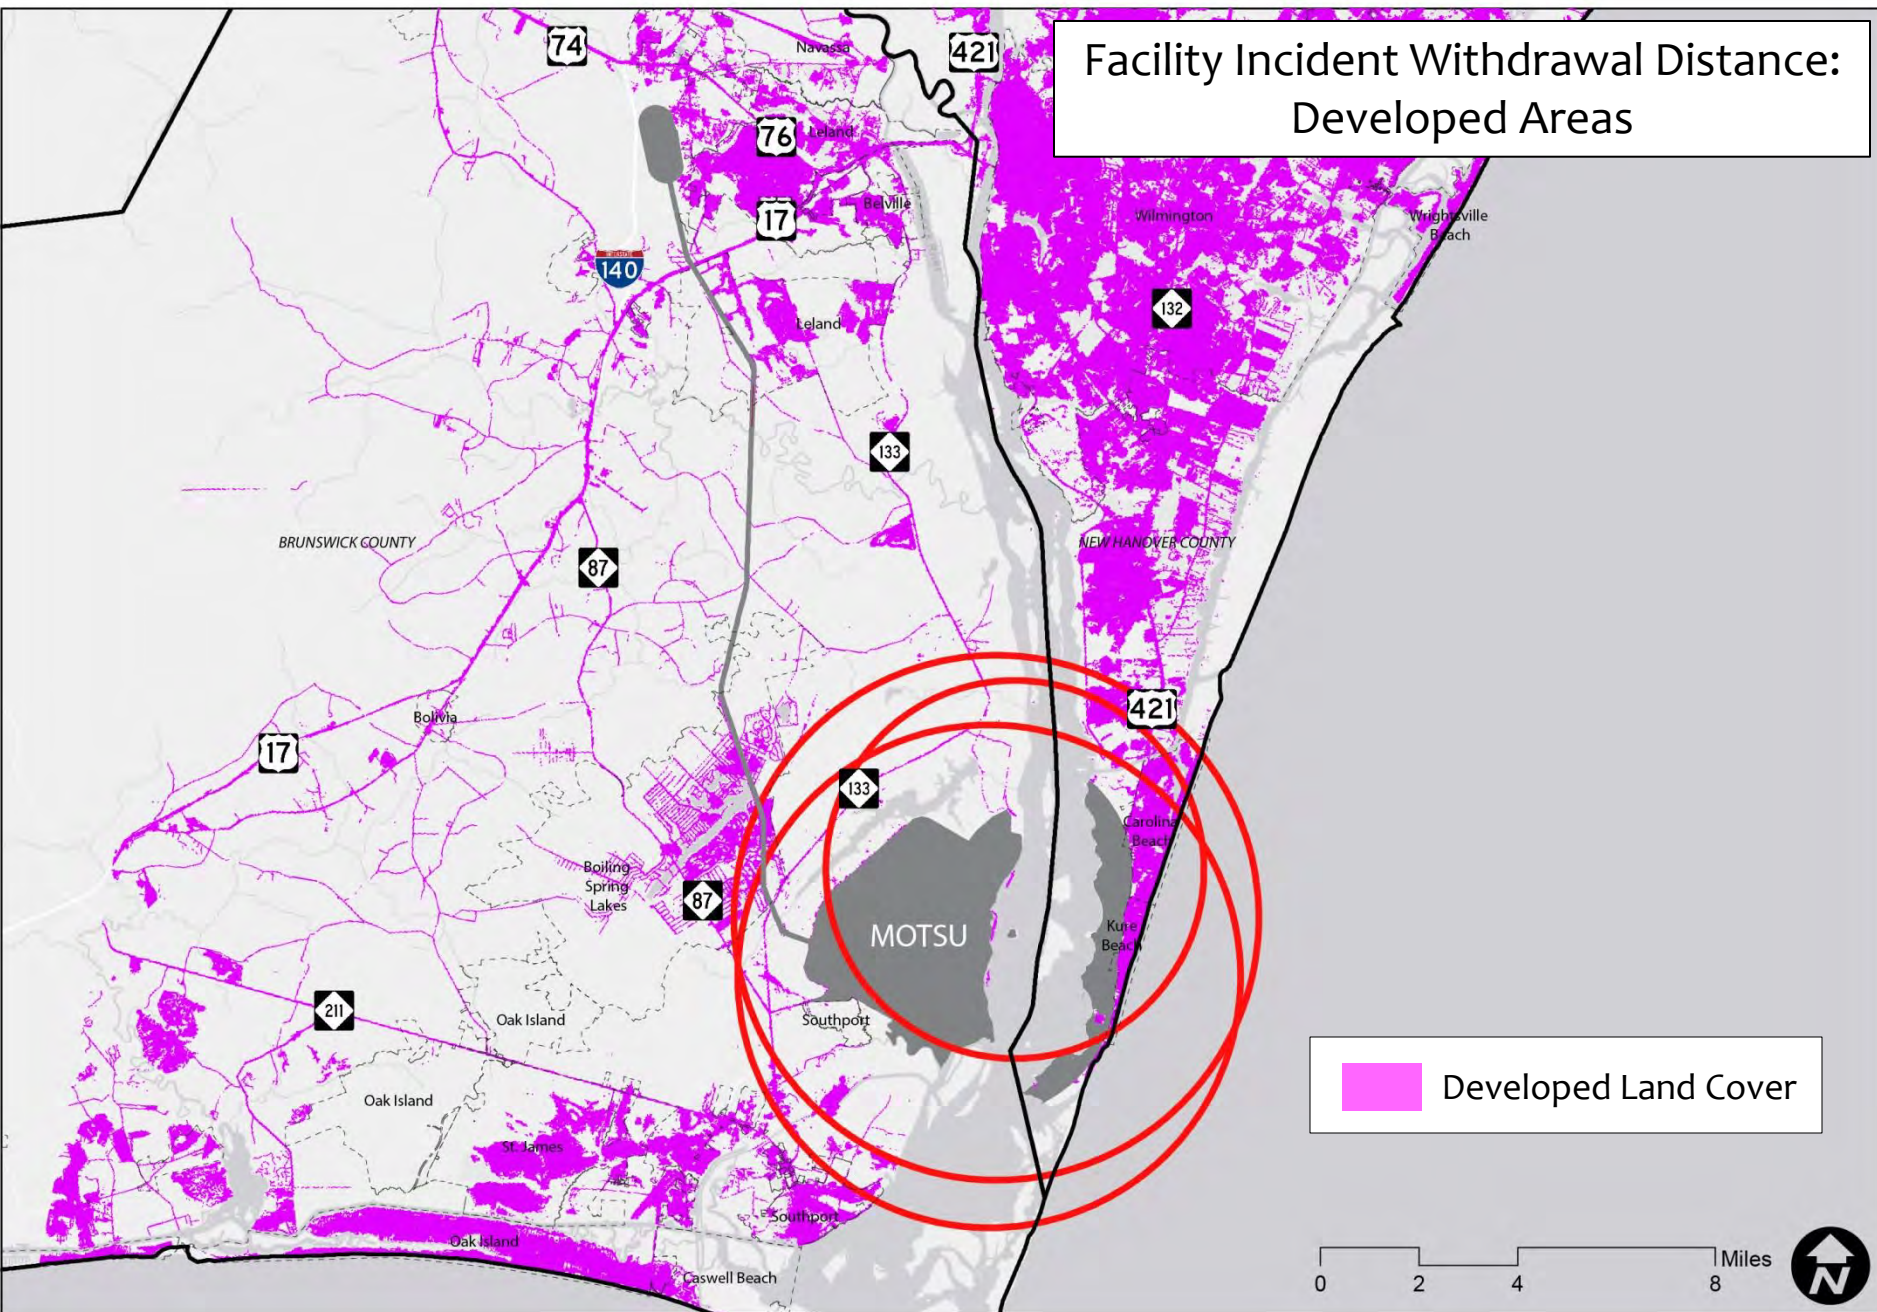 Facility Incident Withdrawal Distance:
Developed Areas
74
Navassa
421
76
Leland
17
Belville
Wilmington
Wrightsville
Beach
INTERSTATE
140
132
Leland
133
BRUNSWICK COUNTY
NEW HANOVER COUNTY
87
Bolivia
421
17
133
Carolina
Beach
Boiling
Spring
Lakes
87
MOTSU
Kure
Beach
211
Oak Island
Southport
Oak Island
Developed Land Cover
St. James
Southport
Oak Island
Caswell Beach
Miles
0 2 4 8
N